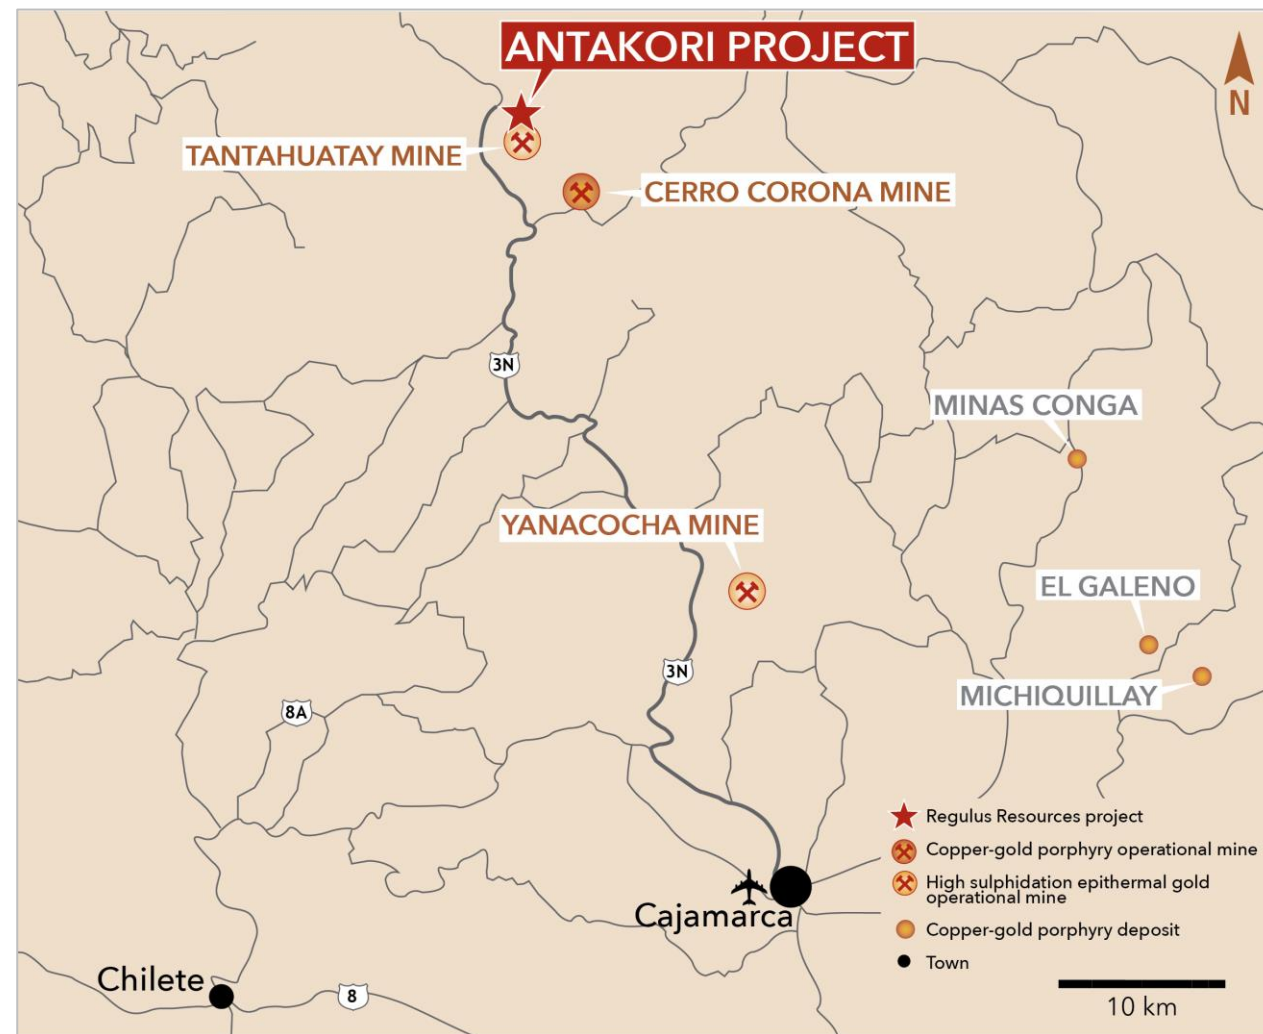 ANTAKORI PROJECT
N
TANTAHUATAY MINE
CERRO CORONA MINE
3N
MINAS CONGA
YANACOCHA MINE
EL GALENO
3N
MICHIQUILLAY
8A
Regulus Resources project
Copper-gold porphyry operational mine
High sulphidation epithermal gold
operational mine
Copper-gold porphyry deposit
Town
Cajamarca
Chilete
8
10 km